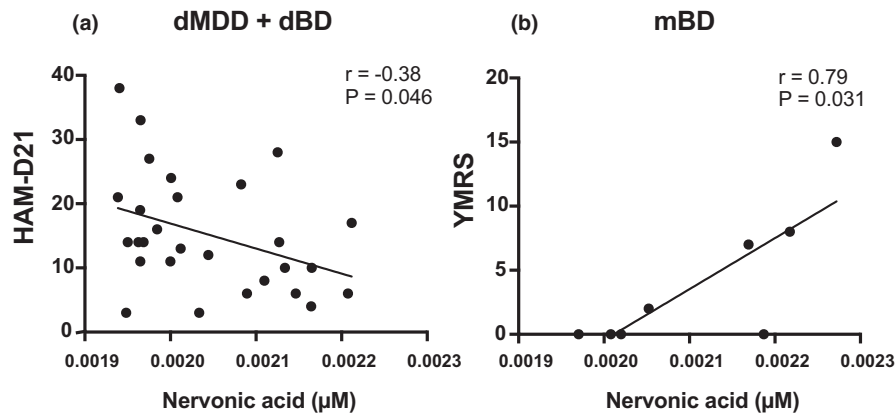 (a) dMDD + dBD
r = -0.38
P = 0.046
HAM-D21
40
30
20
10
0
0.0019 0.0020 0.0021 0.0022 0.0023
Nervonic acid (µM)
(b) mBD
r = 0.79
P = 0.031
YMRS
20
15
10
5
0
0.0019 0.0020 0.0021 0.0022 0.0023
Nervonic acid (µM)